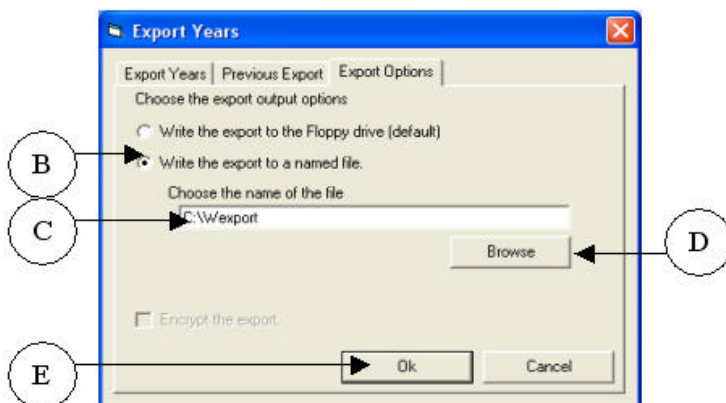 Export Years
Export Years Previous Export Export Options
Choose the export output options
Write the export to the Floppy drive (default)
B
Write the export to a named file.
Choose the name of the file
C
C:\Wexport
D
Browse
Encrypt the export.
E
Ok Cancel